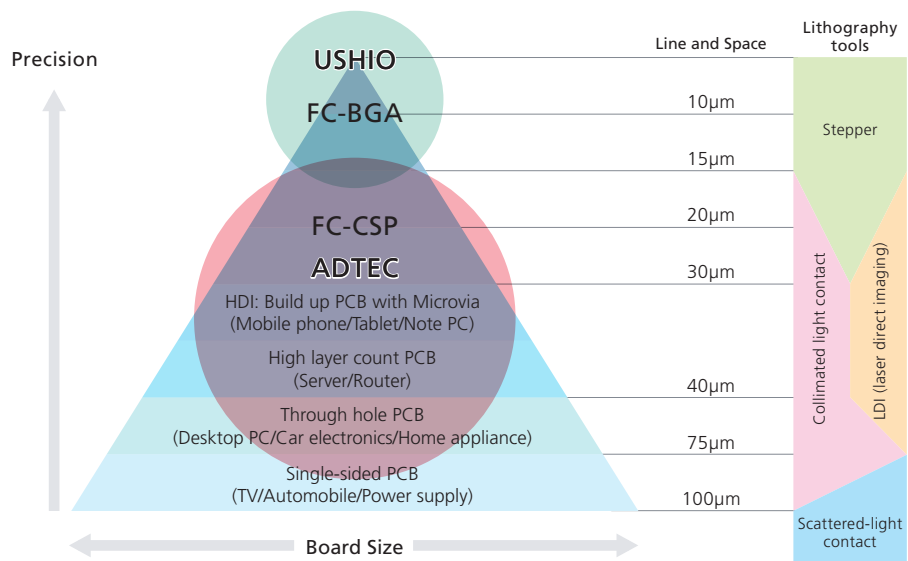 Precision
USHIO
FC-BGA
FC-CSP
ADTEC
HDI: Build up PCB with Microvia
(Mobile phone/Tablet/Note PC)
High layer count PCB
(Server/Router)
Through hole PCB
(Desktop PC/Car electronics/Home appliance)
Single-sided PCB
(TV/Automobile/Power supply)
Board Size
Line and Space
10µm
15µm
20µm
30µm
40µm
75µm
100µm
Lithography
tools
Stepper
Collimated light contact
LDI (laser direct imaging)
Scattered-light
contact